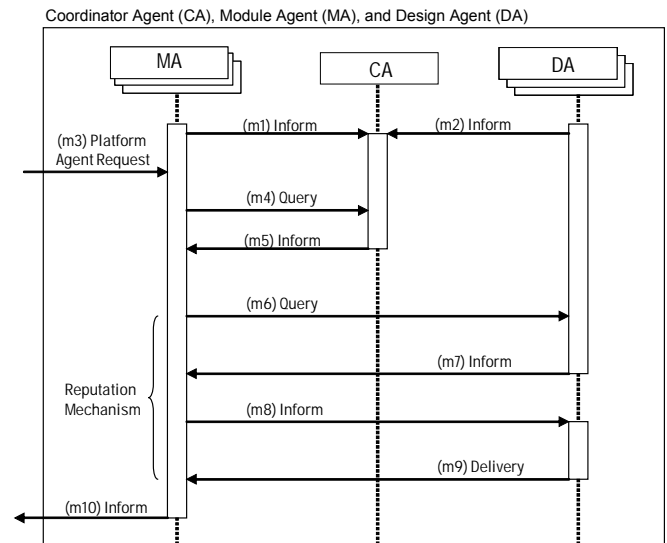 Coordinator Agent (CA), Module Agent (MA), and Design Agent (DA)
MA
CA
DA
(m1) Inform
(m2) Inform
(m3) Platform
Agent Request
(m4) Query
(m5) Inform
(m6) Query
(m7) Inform
Reputation
Mechanism
(m8) Inform
(m9) Delivery
(m10) Inform